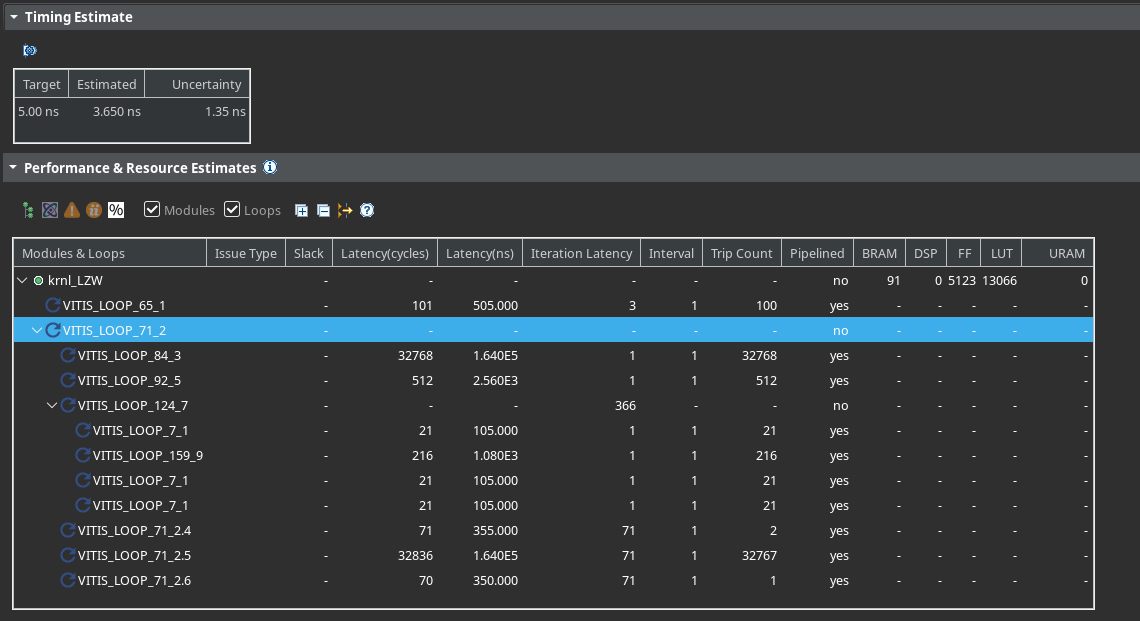 Timing Estimate
Target Estimated Uncertainty
5.00 ns 3.650 ns 1.35 ns
Performance & Resource Estimates
% Modules Loops
Modules & Loops Issue Type Slack Latency(cycles) Latency(ns) Iteration Latency Interval Trip Count Pipelined BRAM DSP FF LUT URAM
krnl_LZW - - - - - - no 91 0 5123 13066 0
VITIS_LOOP_65_1 - 101 505.000 3 1 100 yes - - - - -
VITIS_LOOP_71_2 - - - - - - no - - - - -
VITIS_LOOP_84_3 - 32768 1.640E5 1 1 32768 yes - - - - -
VITIS_LOOP_92_5 - 512 2.560E3 1 1 512 yes - - - - -
VITIS_LOOP_124_7 - - - 366 - - no - - - - -
VITIS_LOOP_7_1 - 21 105.000 1 1 21 yes - - - - -
VITIS_LOOP_159_9 - 216 1.080E3 1 1 216 yes - - - - -
VITIS_LOOP_7_1 - 21 105.000 1 1 21 yes - - - - -
VITIS_LOOP_7_1 - 21 105.000 1 1 21 yes - - - - -
VITIS_LOOP_71_2.4 - 71 355.000 71 1 2 yes - - - - -
VITIS_LOOP_71_2.5 - 32836 1.640E5 71 1 32767 yes - - - - -
VITIS_LOOP_71_2.6 - 70 350.000 71 1 1 yes - - - - -